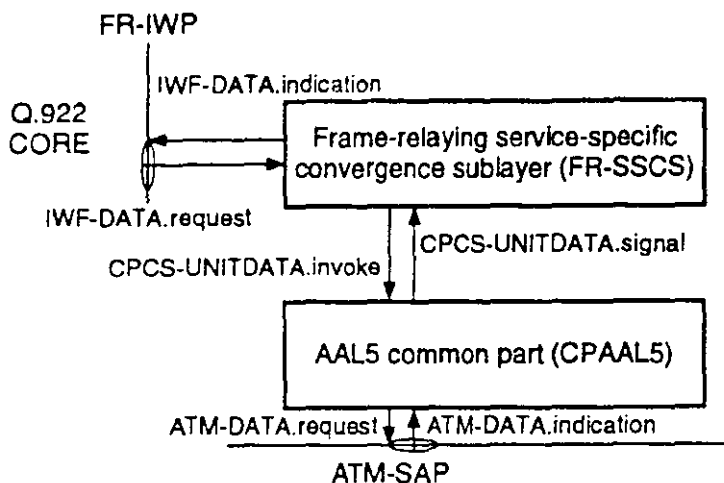 FR-IWP
IWF-DATA.indication
Q.922
CORE
Frame-relaying service-specific
convergence sublayer (FR-SSCS)
IWF-DATA.request
CPCS-UNITDATA.signal
CPCS-UNITDATA.invoke
AAL5 common part (CPAAL5)
ATM-DATA.request
ATM-DATA.indication
ATM-SAP